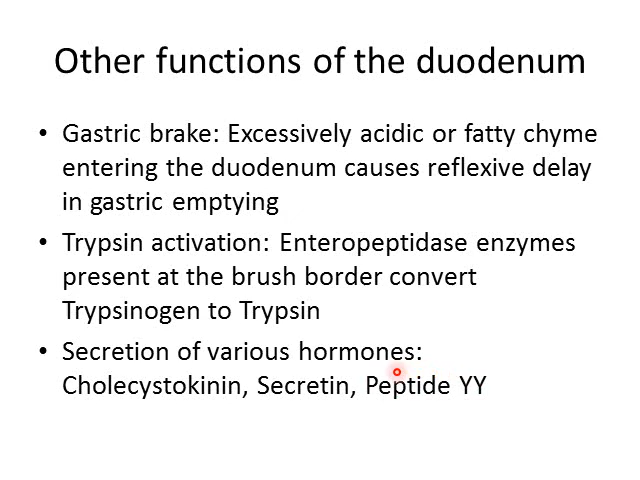 Other functions of the duodenum
• Gastric brake: Excessively acidic or fatty chyme
entering the duodenum causes reflexive delay
in gastric emptying
• Trypsin activation: Enteropeptidase enzymes
present at the brush border convert
Trypsinogen to Trypsin
• Secretion of various hormones:
Cholecystokinin, Secretin, Peptide YY